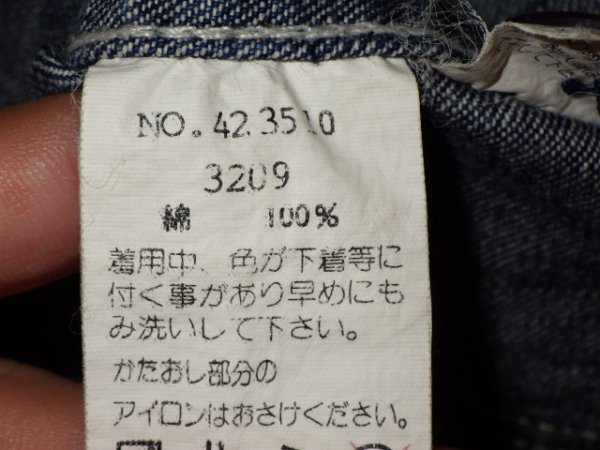 NO. 42.3510
3209
綿 100%
着用中、色が下着等に
付く事があり早めにも
み洗いして下さい。
かたおし部分の
アイロンはおさけください。